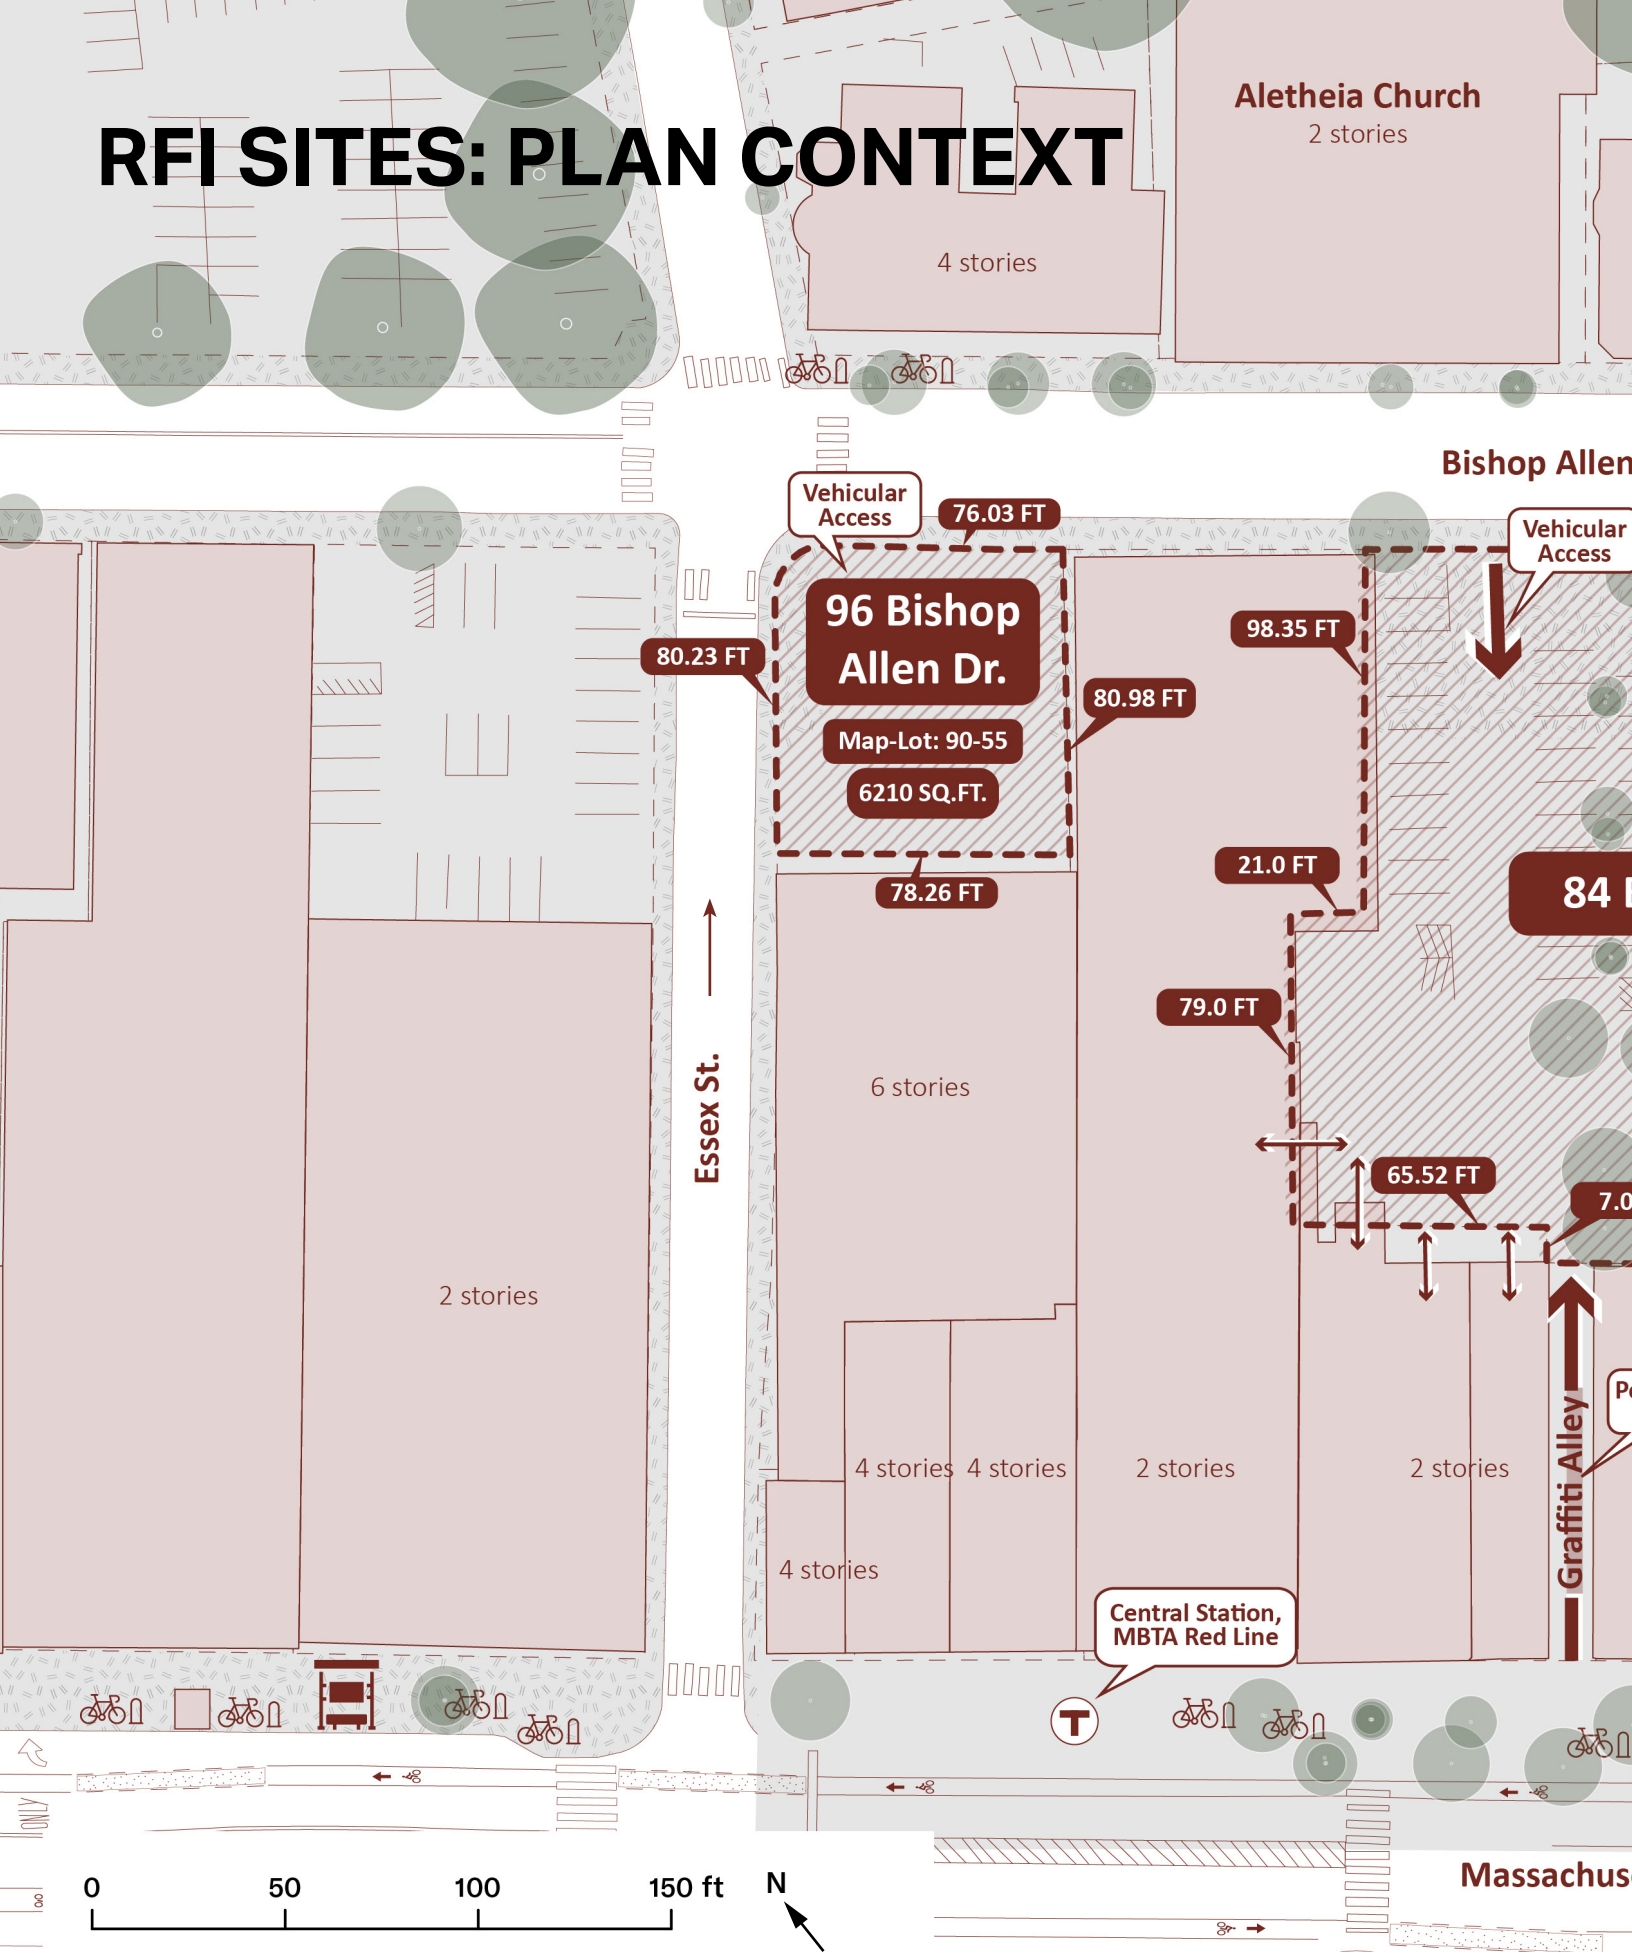 RFI SITES: PLAN CONTEXT
Aletheia Church
2 stories
4 stories
Bishop Allen
Vehicular
Access
76.03 FT
Vehicular
Access
96 Bishop
Allen Dr.
98.35 FT
80.23 FT
80.98 FT
Map-Lot: 90-55
6210 SQ.FT.
21.0 FT
84
78.26 FT
79.0 FT
Essex St.
6 stories
65.52 FT
7.0
2 stories
Graffiti Alley
4 stories
4 stories
2 stories
2 stories
4 stories
Central Station,
MBTA Red Line
T
ONLY
Massachus
0 50 100 150 ft
N